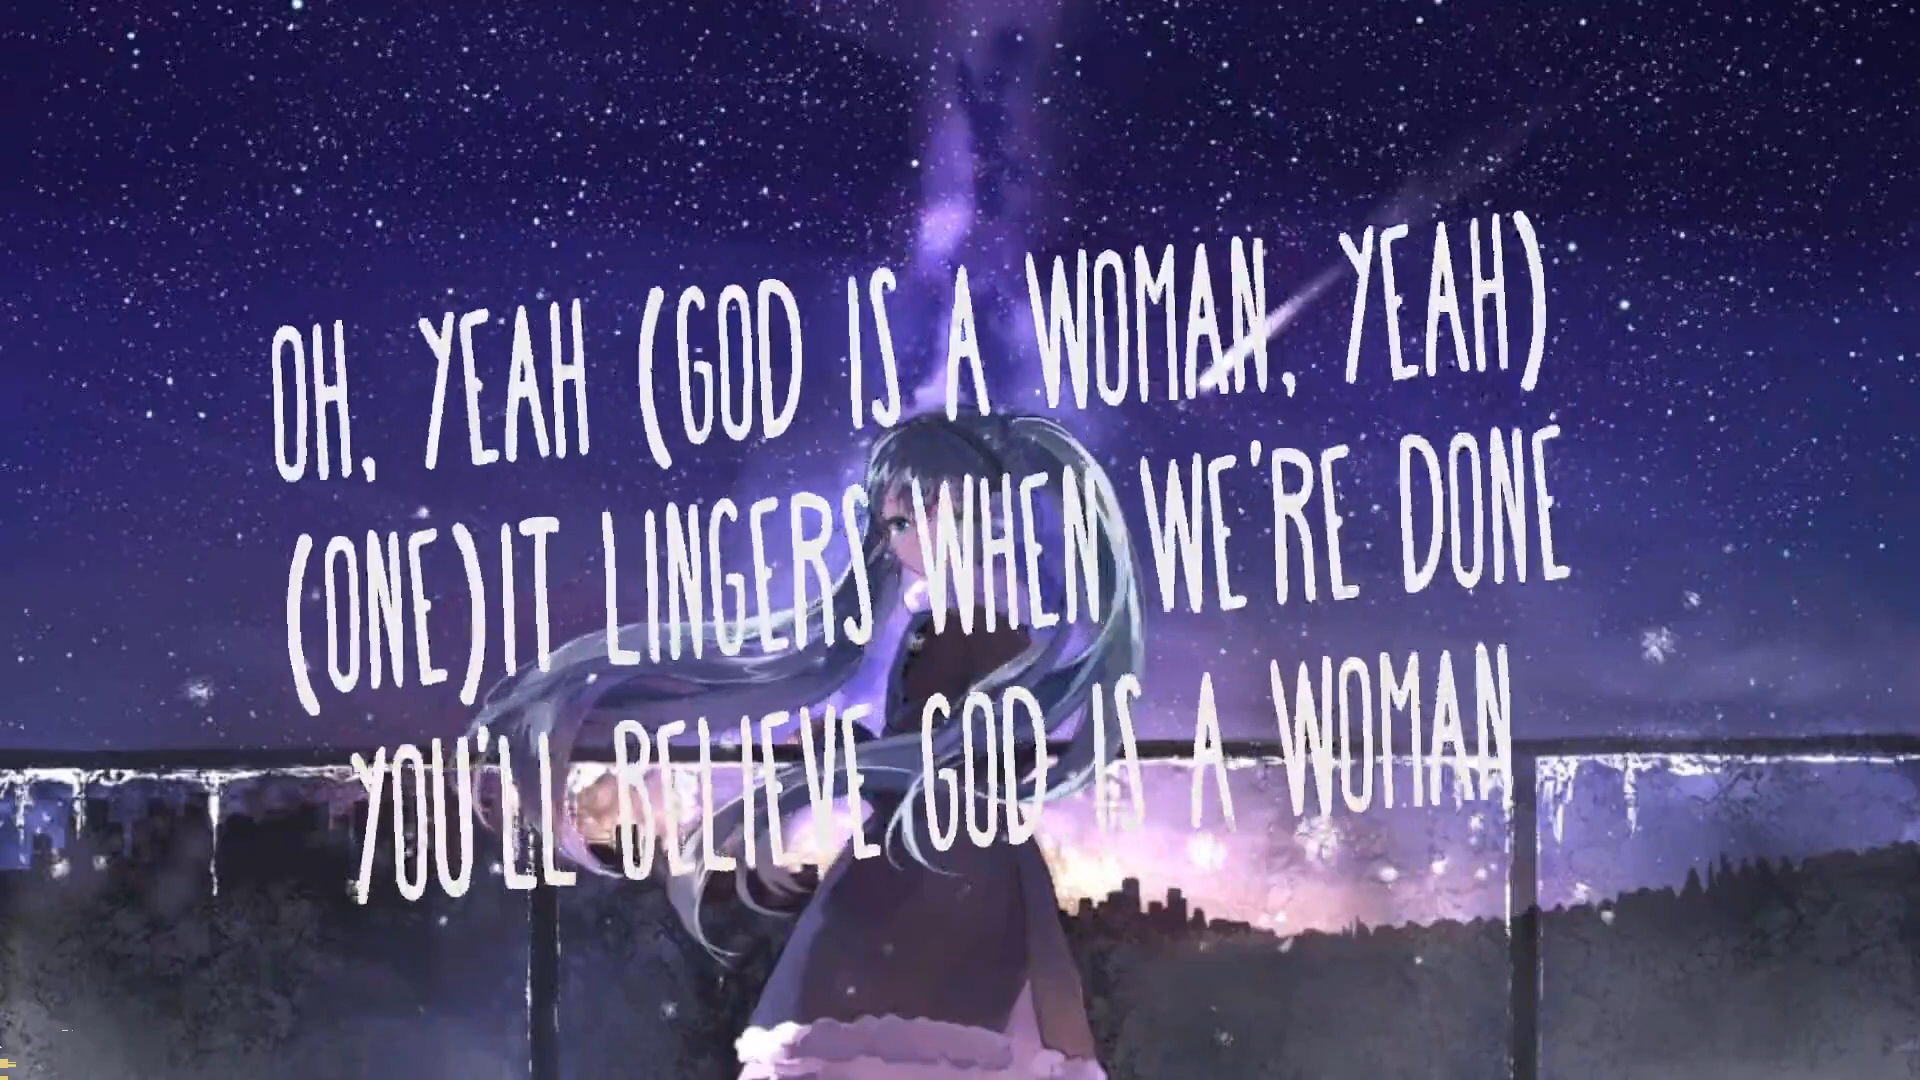 OH, YEAH (GOD IS A WOMAN, YEAH)
(ONE)IT LINGERS WHEN WE'RE DONE
YOU'LL BELIEVE GOD IS A WOMAN